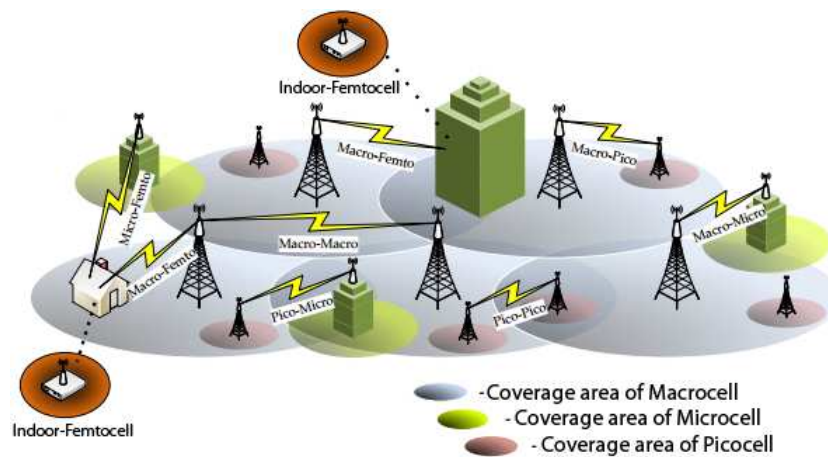 Indoor-Femtocell
Macro-Femto
Macro-Pico
Micro-Femto
Macro-Micro
Macro-Macro
Macro-Femto
Pico-Micro
Pico-Pico
Indoor-Femtocell
- Coverage area of Macrocell
- Coverage area of Microcell
- Coverage area of Picocell